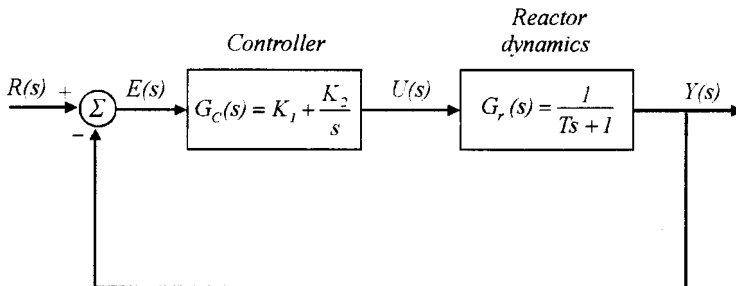 Controller
Reactor
dynamics
R(s)
+
Σ
−
E(s)
G_C(s) = K_1 + K_2/s
U(s)
G_r(s) = 1/(Ts + 1)
Y(s)